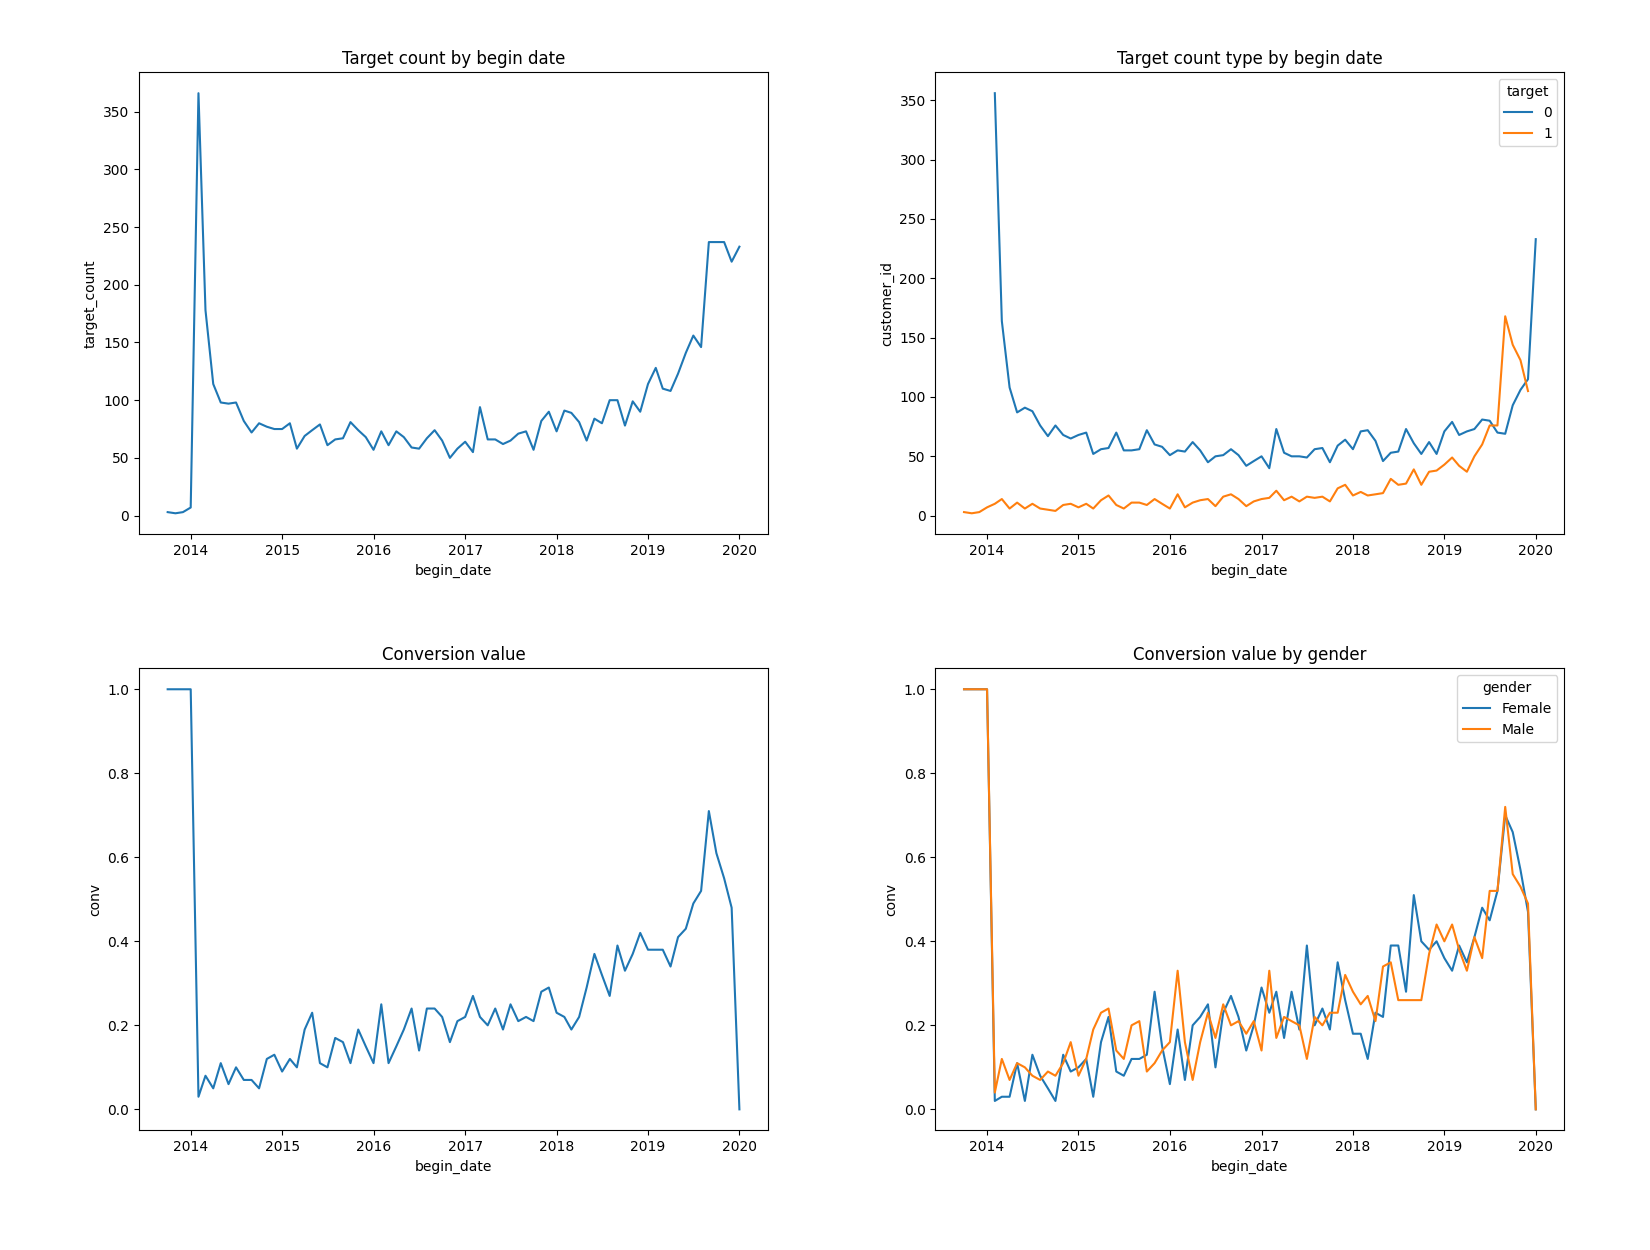 Target count by begin date
target_count
350
300
250
200
150
100
50
0
2014 2015 2016 2017 2018 2019 2020
begin_date
Target count type by begin date
target
0
1
customer_id
350
300
250
200
150
100
50
0
2014 2015 2016 2017 2018 2019 2020
begin_date
Conversion value
conv
1.0
0.8
0.6
0.4
0.2
0.0
2014 2015 2016 2017 2018 2019 2020
begin_date
Conversion value by gender
gender
Female
Male
conv
1.0
0.8
0.6
0.4
0.2
0.0
2014 2015 2016 2017 2018 2019 2020
begin_date